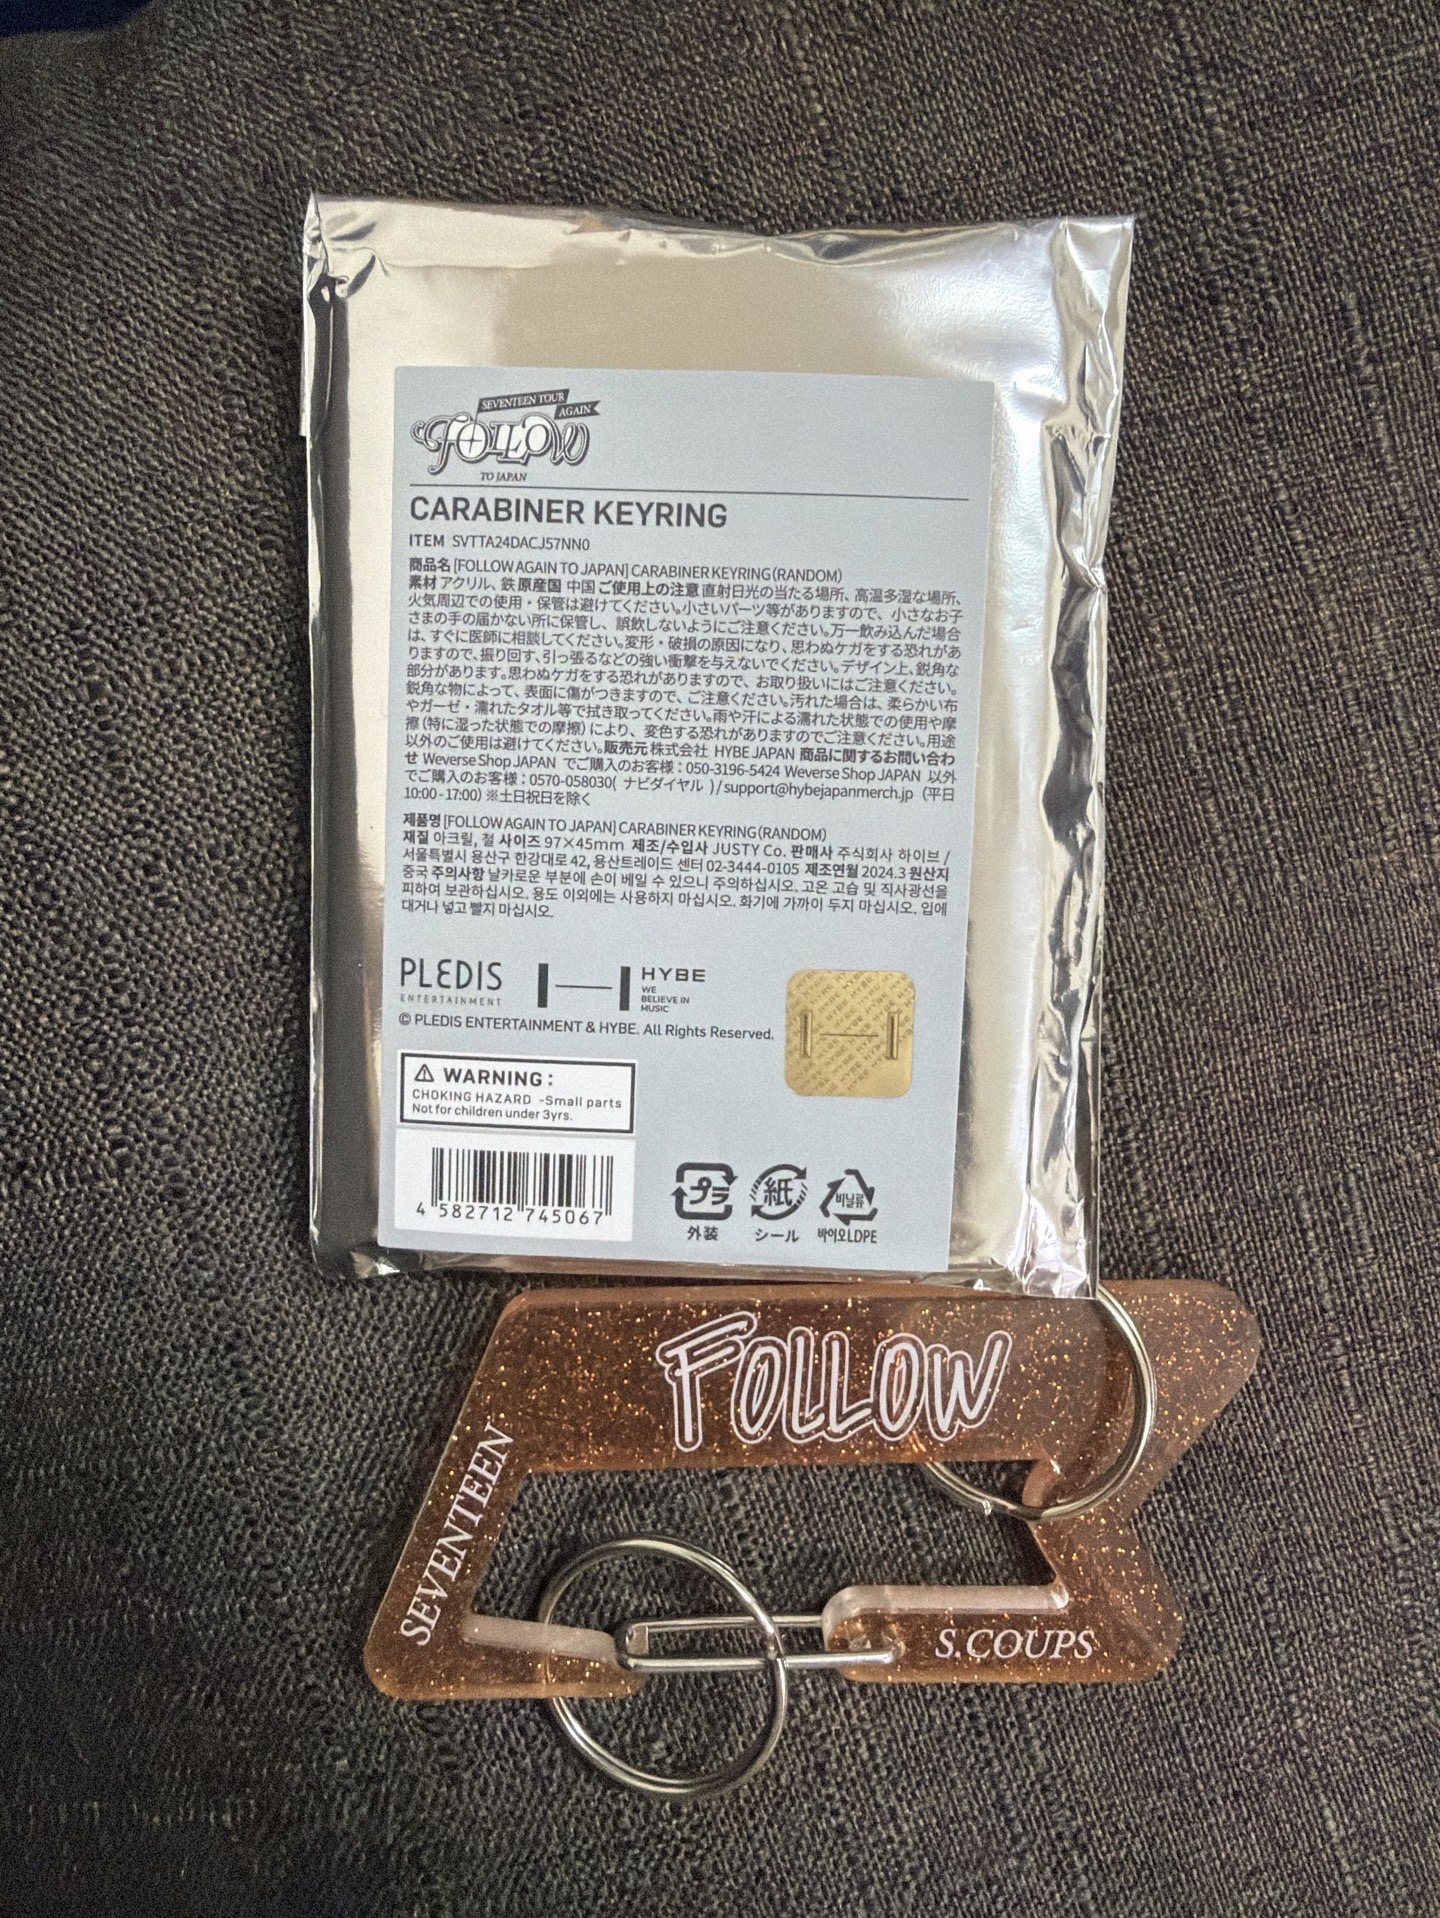 SEVENTEEN TOUR
AGAIN
FOLLOW
TO JAPAN
CARABINER KEYRING
ITEM SVTTA24DACJ57NN0
商品名 [FOLLOW AGAIN TO JAPAN] CARABINER KEYRING (RANDOM)
素材 アクリル、鉄 原産国 中国 ご使用上の注意 直射日光の当たる場所、高温多湿な場所、
火気周辺での使用・保管は避けてください。小さいパーツ等がありますので、小さなお子
さまの手の届かない所に保管し、誤飲しないようにご注意ください。万一飲み込んだ場合
は、すぐに医師に相談してください。変形・破損の原因になり、思わぬケガをする恐れがあ
りますので、振り回す、引っ張るなどの強い衝撃を与えないでください。デザイン上、鋭角な
部分があります。思わぬケガをする恐れがありますので、お取り扱いにはご注意ください。
鋭角な物によって、表面に傷がつきますので、ご注意ください。汚れた場合は、柔らかい布
やガーゼ・濡れたタオル等で拭き取ってください。雨や汗による濡れた状態での使用や摩
擦（特に湿った状態での摩擦）により、変色する恐れがありますのでご注意ください。用途
以外のご使用は避けてください。販売元 株式会社 HYBE JAPAN 商品に関するお問い合わ
せ Weverse Shop JAPAN でご購入のお客様：050-3196-5424 Weverse Shop JAPAN 以外
でご購入のお客様：0570-058030( ナビダイヤル )/support@hybejapanmerch.jp（平日
10:00 - 17:00）※土日祝日を除く
제품명 [FOLLOW AGAIN TO JAPAN] CARABINER KEYRING (RANDOM)
재질 아크릴, 철 사이즈 97×45mm 제조/수입사 JUSTY Co. 판매사 주식회사 하이브 /
서울특별시 용산구 한강대로 42, 용산트레이드 센터 02-3444-0105 제조연월 2024.3 원산지
중국 주의사항 날카로운 부분에 손이 베일 수 있으니 주의하십시오. 고온 고습 및 직사광선을
피하여 보관하십시오. 용도 이외에는 사용하지 마십시오. 화기에 가까이 두지 마십시오. 입에
대거나 넣고 빨지 마십시오.
PLEDIS
ENTERTAINMENT
HYBE
WE
BELIEVE IN
MUSIC
© PLEDIS ENTERTAINMENT & HYBE. All Rights Reserved.
⚠ WARNING :
CHOKING HAZARD -Small parts
Not for children under 3yrs.
4 582712 745067
プラ
外装
紙
シール
비닐류
바이오LDPE
FOLLOW
SEVENTEEN
S.COUPS